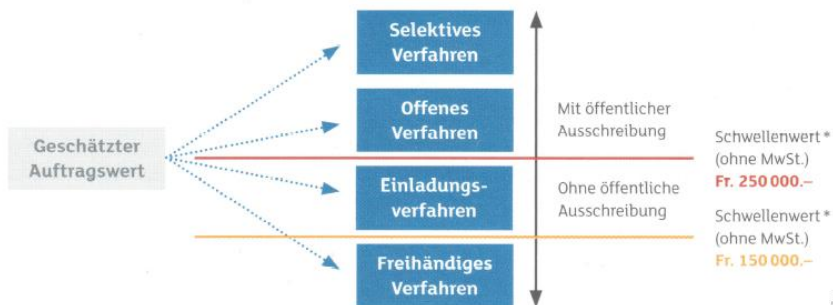 Selektives
Verfahren
Offenes
Verfahren
Mit öffentlicher
Ausschreibung
Geschätzter
Auftragswert
Schwellenwert *
(ohne MwSt.)
Fr. 250 000.–
Einladungs-
verfahren
Ohne öffentliche
Ausschreibung
Schwellenwert *
(ohne MwSt.)
Fr. 150 000.–
Freihändiges
Verfahren